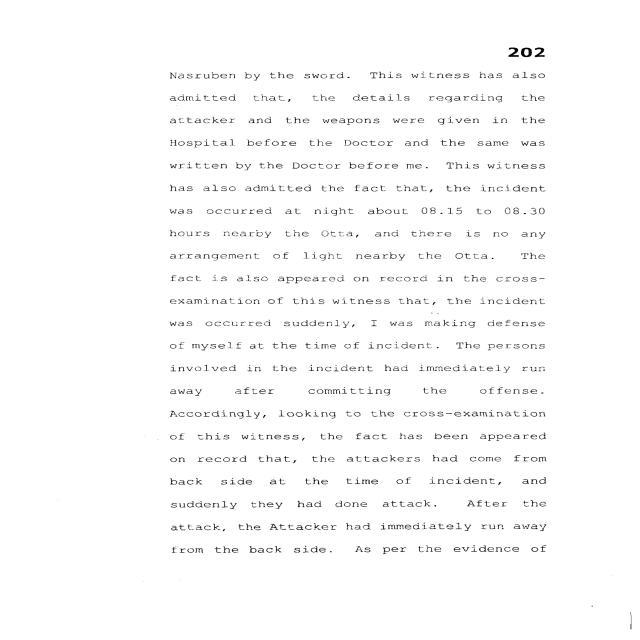 202
Nasruben by the sword. This witness has also
admitted that, the details regarding the
attacker and the weapons were given in the
Hospital before the Doctor and the same was
written by the Doctor before me. This witness
has also admitted the fact that, the incident
was occurred at night about 08.15 to 08.30
hours nearby the Otta, and there is no any
arrangement of light nearby the Otta. The
fact is also appeared on record in the cross-
examination of this witness that, the incident
was occurred suddenly, I was making defense
of myself at the time of incident. The persons
involved in the incident had immediately run
away after committing the offense.
Accordingly, looking to the cross-examination
of this witness, the fact has been appeared
on record that, the attackers had come from
back side at the time of incident, and
suddenly they had done attack. After the
attack, the Attacker had immediately run away
from the back side. As per the evidence of